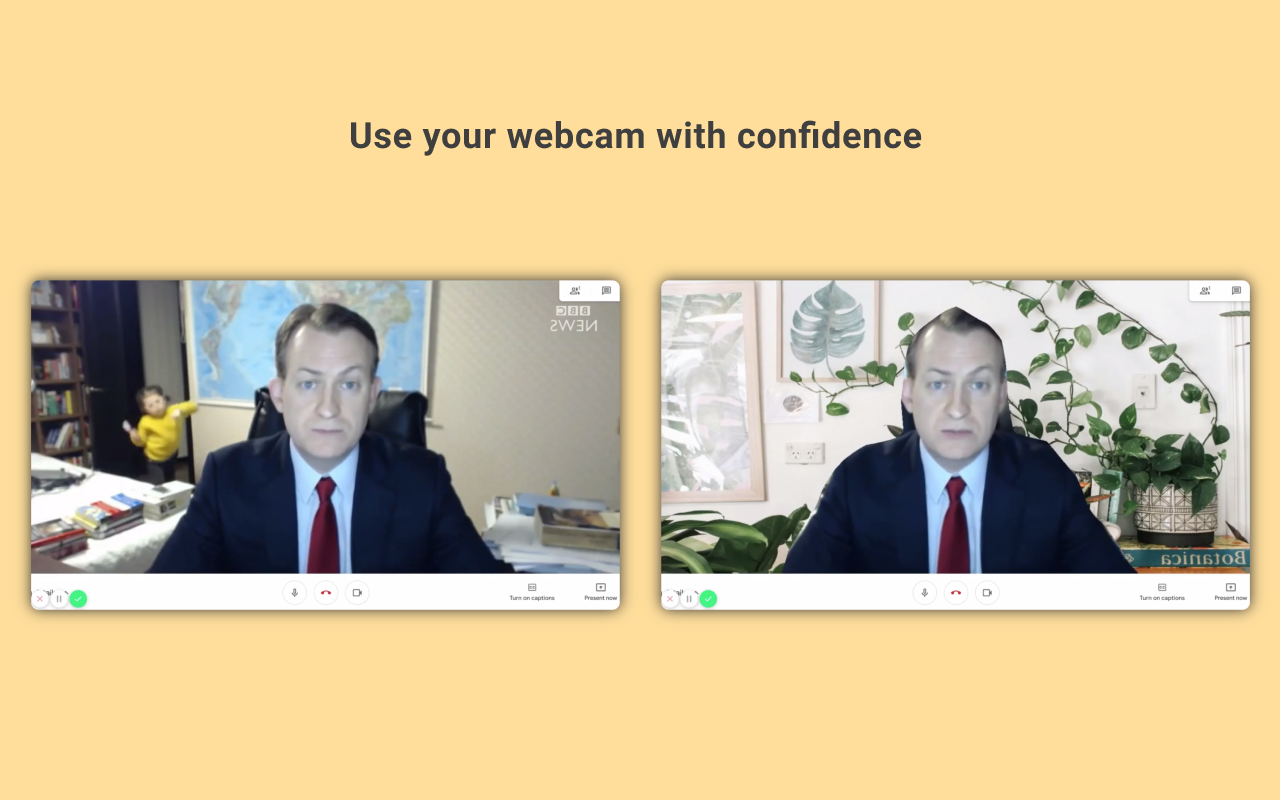 Use your webcam with confidence
BBC
NEWS
Turn on captions
Present now
Botanica
Turn on captions
Present now